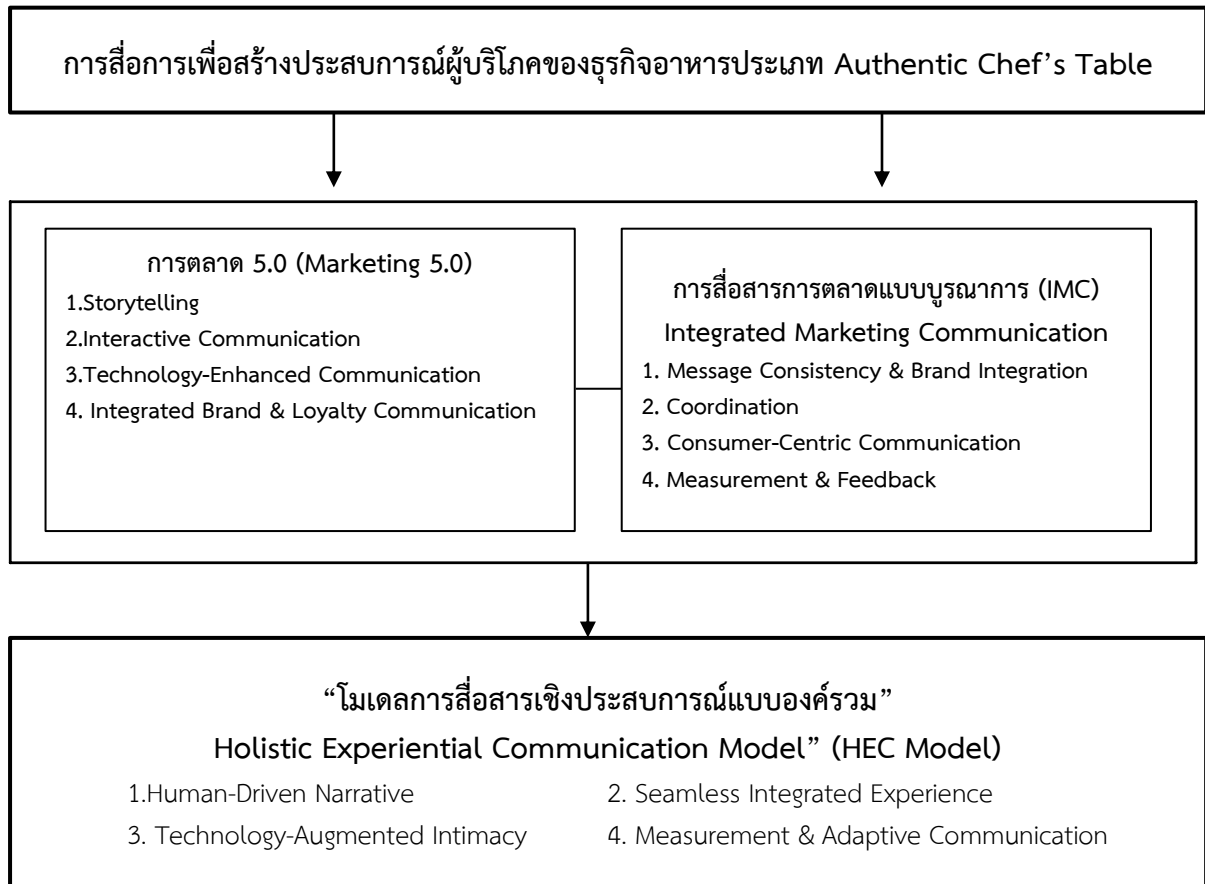 การสื่อการเพื่อสร้างประสบการณ์ผู้บริโภคของธุรกิจอาหารประเภท Authentic Chef’s Table
การตลาด 5.0 (Marketing 5.0)
1.Storytelling
2.Interactive Communication
3.Technology-Enhanced Communication
4. Integrated Brand & Loyalty Communication
การสื่อสารการตลาดแบบบูรณาการ (IMC)
Integrated Marketing Communication
1. Message Consistency & Brand Integration
2. Coordination
3. Consumer-Centric Communication
4. Measurement & Feedback
“โมเดลการสื่อสารเชิงประสบการณ์แบบองค์รวม”
Holistic Experiential Communication Model” (HEC Model)
1.Human-Driven Narrative 2. Seamless Integrated Experience
3. Technology-Augmented Intimacy 4. Measurement & Adaptive Communication